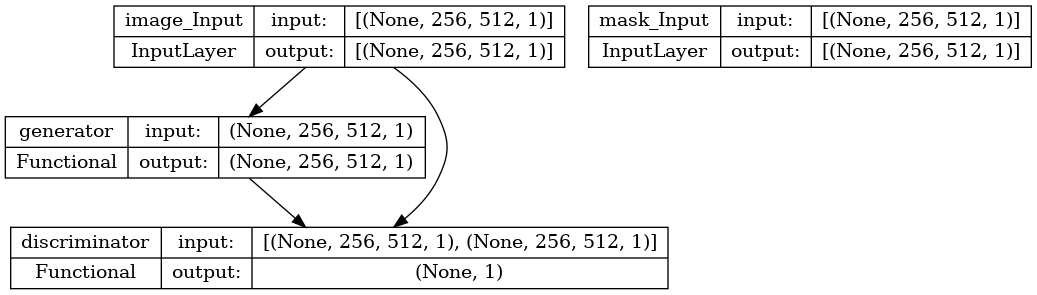 image_Input input: [(None, 256, 512, 1)]
InputLayer output: [(None, 256, 512, 1)]
mask_Input input: [(None, 256, 512, 1)]
InputLayer output: [(None, 256, 512, 1)]
generator input: (None, 256, 512, 1)
Functional output: (None, 256, 512, 1)
discriminator input: [(None, 256, 512, 1), (None, 256, 512, 1)]
Functional output: (None, 1)